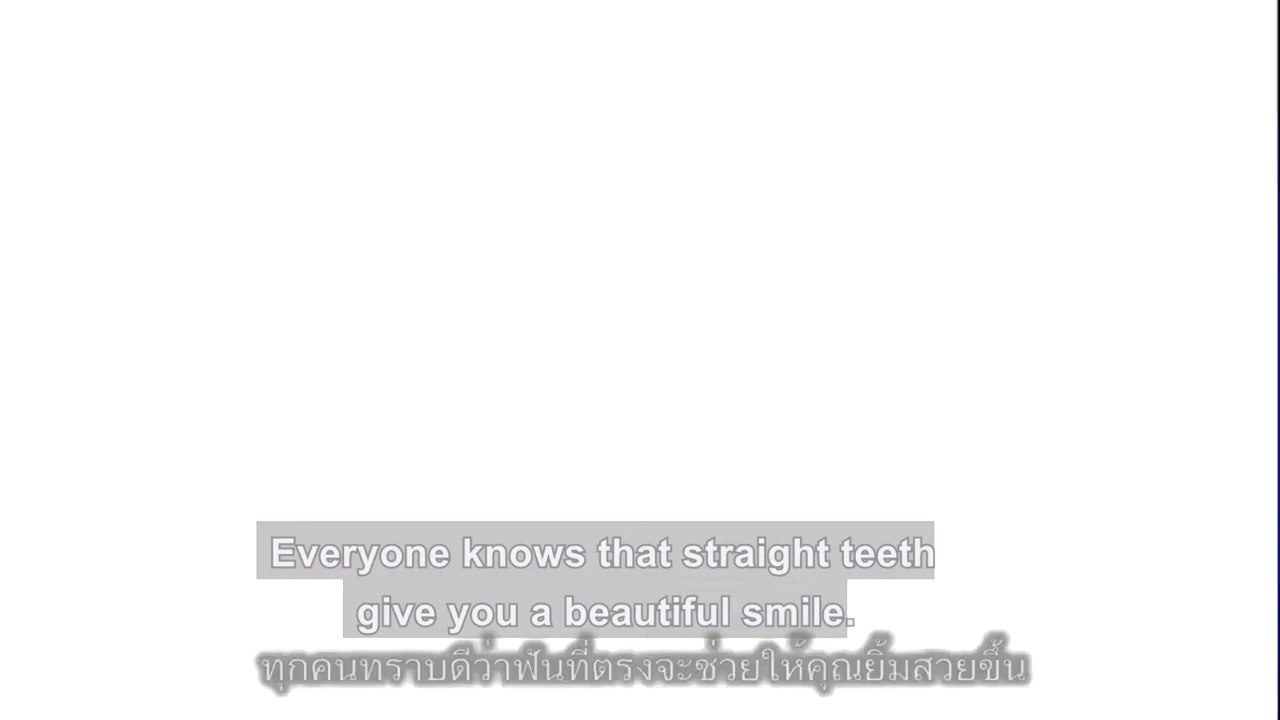 Everyone knows that straight teeth
give you a beautiful smile.
ทุกคนทราบดีว่าฟันที่ตรงจะช่วยให้คุณยิ้มสวยขึ้น